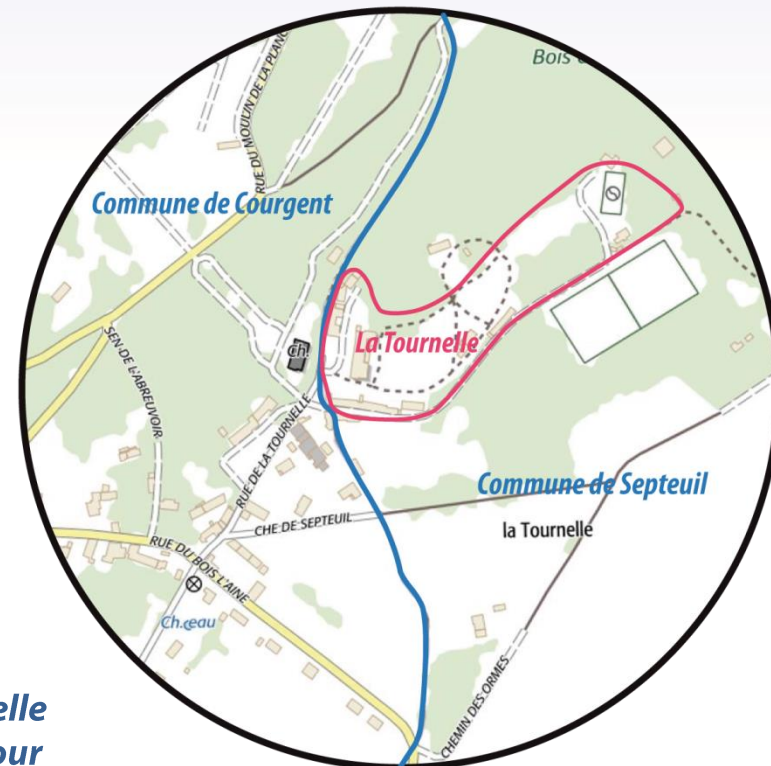 Bois
RUE DU MOULIN DE LA PLANC
Commune de Courgent
SEN DE L'ABREUVOIR
Ch.
La Tournelle
RUE DE LA TOURNELLE
Commune de Septeuil
CHE DE SEPTEUIL
la Tournelle
RUE DU BOIS L'AINE
Ch.eau
CHEMIN DES ORMES
elle
our